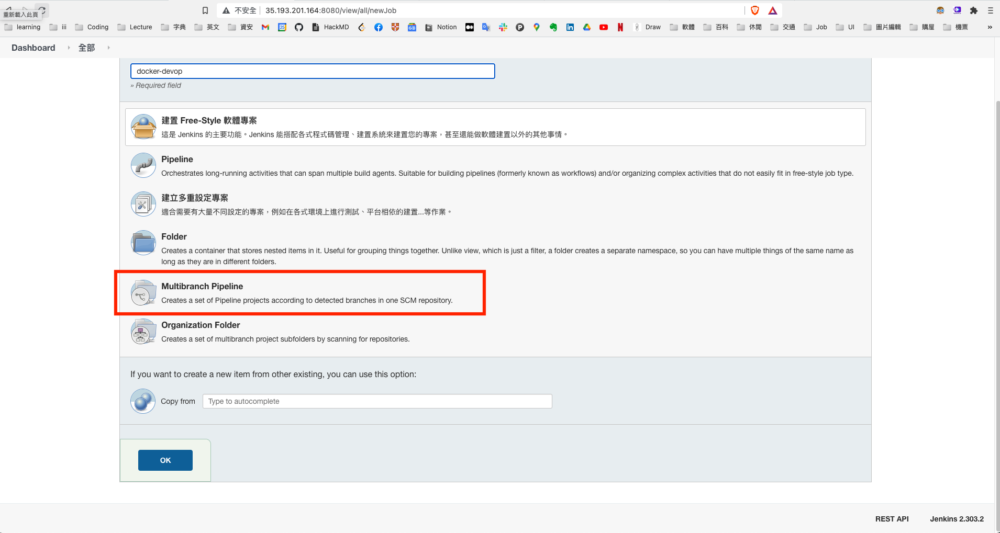 不安全 35.193.201.164:8080/view/all/newJob
重新載入此頁
learning iii Coding Lecture 字典 英文 資安 25 HackMD Notion Draw 軟體 百科 休閒 交通 Job UI 圖片編輯 購屋 機票 »
Dashboard 全部
docker-devop
» Required field
建置 Free-Style 軟體專案
這是 Jenkins 的主要功能。Jenkins 能搭配各式程式碼管理、建置系統來建置您的專案，甚至還能做軟體建置以外的其他事情。
Pipeline
Orchestrates long-running activities that can span multiple build agents. Suitable for building pipelines (formerly known as workflows) and/or organizing complex activities that do not easily fit in free-style job type.
建立多重設定專案
適合需要有大量不同設定的專案，例如在各式環境上進行測試、平台相依的建置...等作業。
Folder
Creates a container that stores nested items in it. Useful for grouping things together. Unlike view, which is just a filter, a folder creates a separate namespace, so you can have multiple things of the same name as
long as they are in different folders.
Multibranch Pipeline
Creates a set of Pipeline projects according to detected branches in one SCM repository.
Organization Folder
Creates a set of multibranch project subfolders by scanning for repositories.
If you want to create a new item from other existing, you can use this option:
Copy from Type to autocomplete
OK
REST API Jenkins 2.303.2